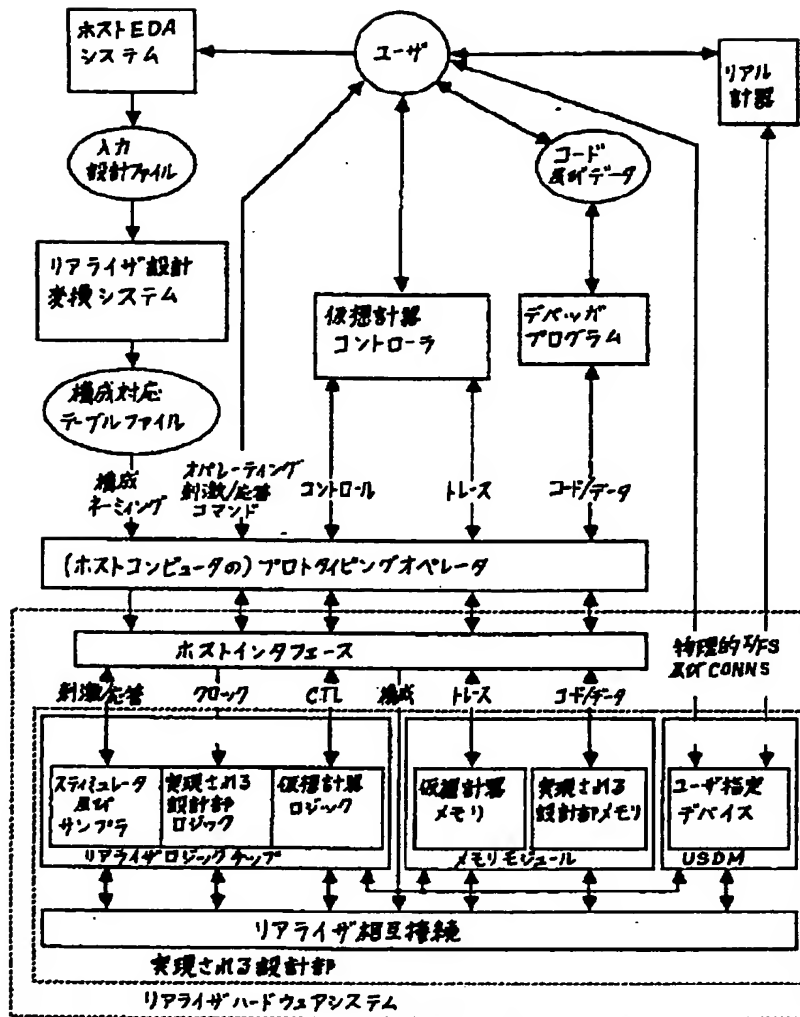 ホストEDA
システム
ユーザ
リアル
計器
入力
設計ファイル
コード
及びデータ
リアライザ設計
変換システム
仮想計器
コントローラ
デバッガ
プログラム
構成対応
テーブルファイル
構成
ネーミング
オペレーティング
刺激/応答
コマンド
コントロール
トレース
コード/データ
(ホストコンピュータの)プロトタイピングオペレータ
ホストインタフェース
物理的I/FS
及びCONNS
刺激/応答
クロック
CTL
構成
トレース
コード/データ
スティミュレータ
及び
サンプラ
実現される
設計部
ロジック
仮想計器
ロジック
仮想計器
メモリ
実現される
設計部メモリ
ユーザ指定
デバイス
リアライザロジックチップ
メモリモジュール
USDM
リアライザ相互接続
実現される設計部
リアライザハードウェアシステム